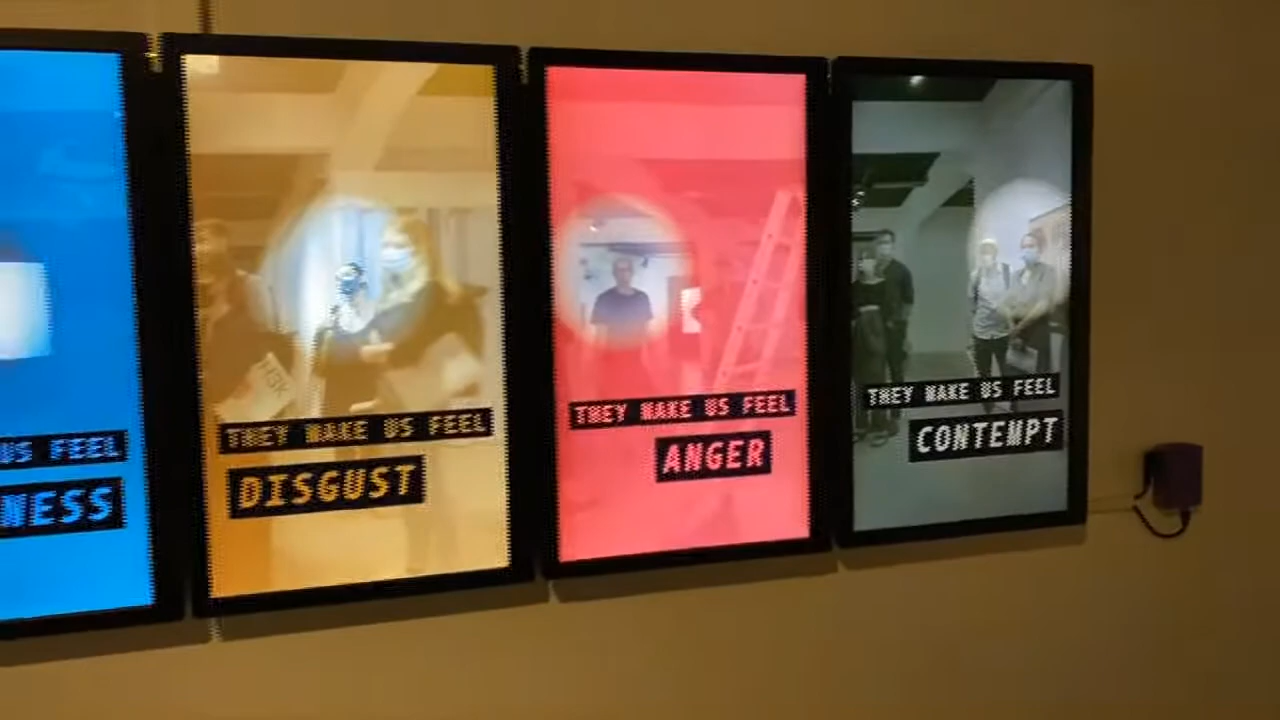 US FEEL
NESS
THEY MAKE US FEEL
DISGUST
THEY MAKE US FEEL
ANGER
THEY MAKE US FEEL
CONTEMPT